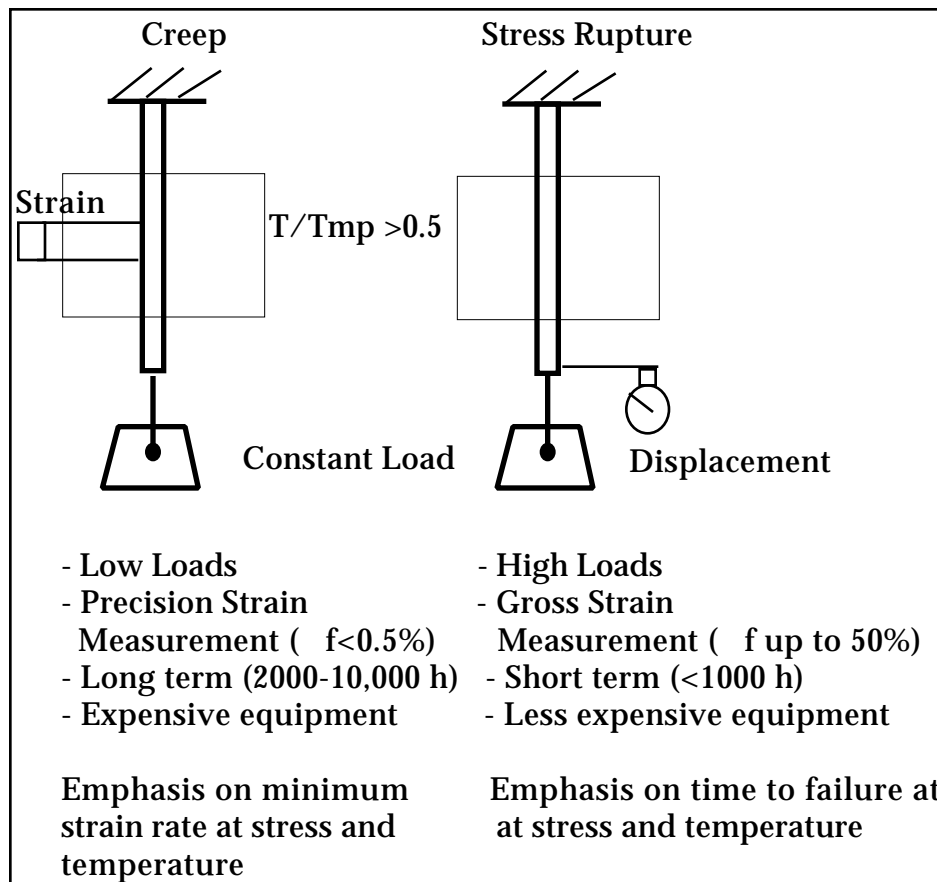 Creep
Stress Rupture
Strain
T/Tmp >0.5
Constant Load
Displacement
- Low Loads
- Precision Strain
Measurement ( f<0.5%)
- Long term (2000-10,000 h)
- Expensive equipment
Emphasis on minimum
strain rate at stress and
temperature
- High Loads
- Gross Strain
Measurement ( f up to 50%)
- Short term (<1000 h)
- Less expensive equipment
Emphasis on time to failure at
at stress and temperature